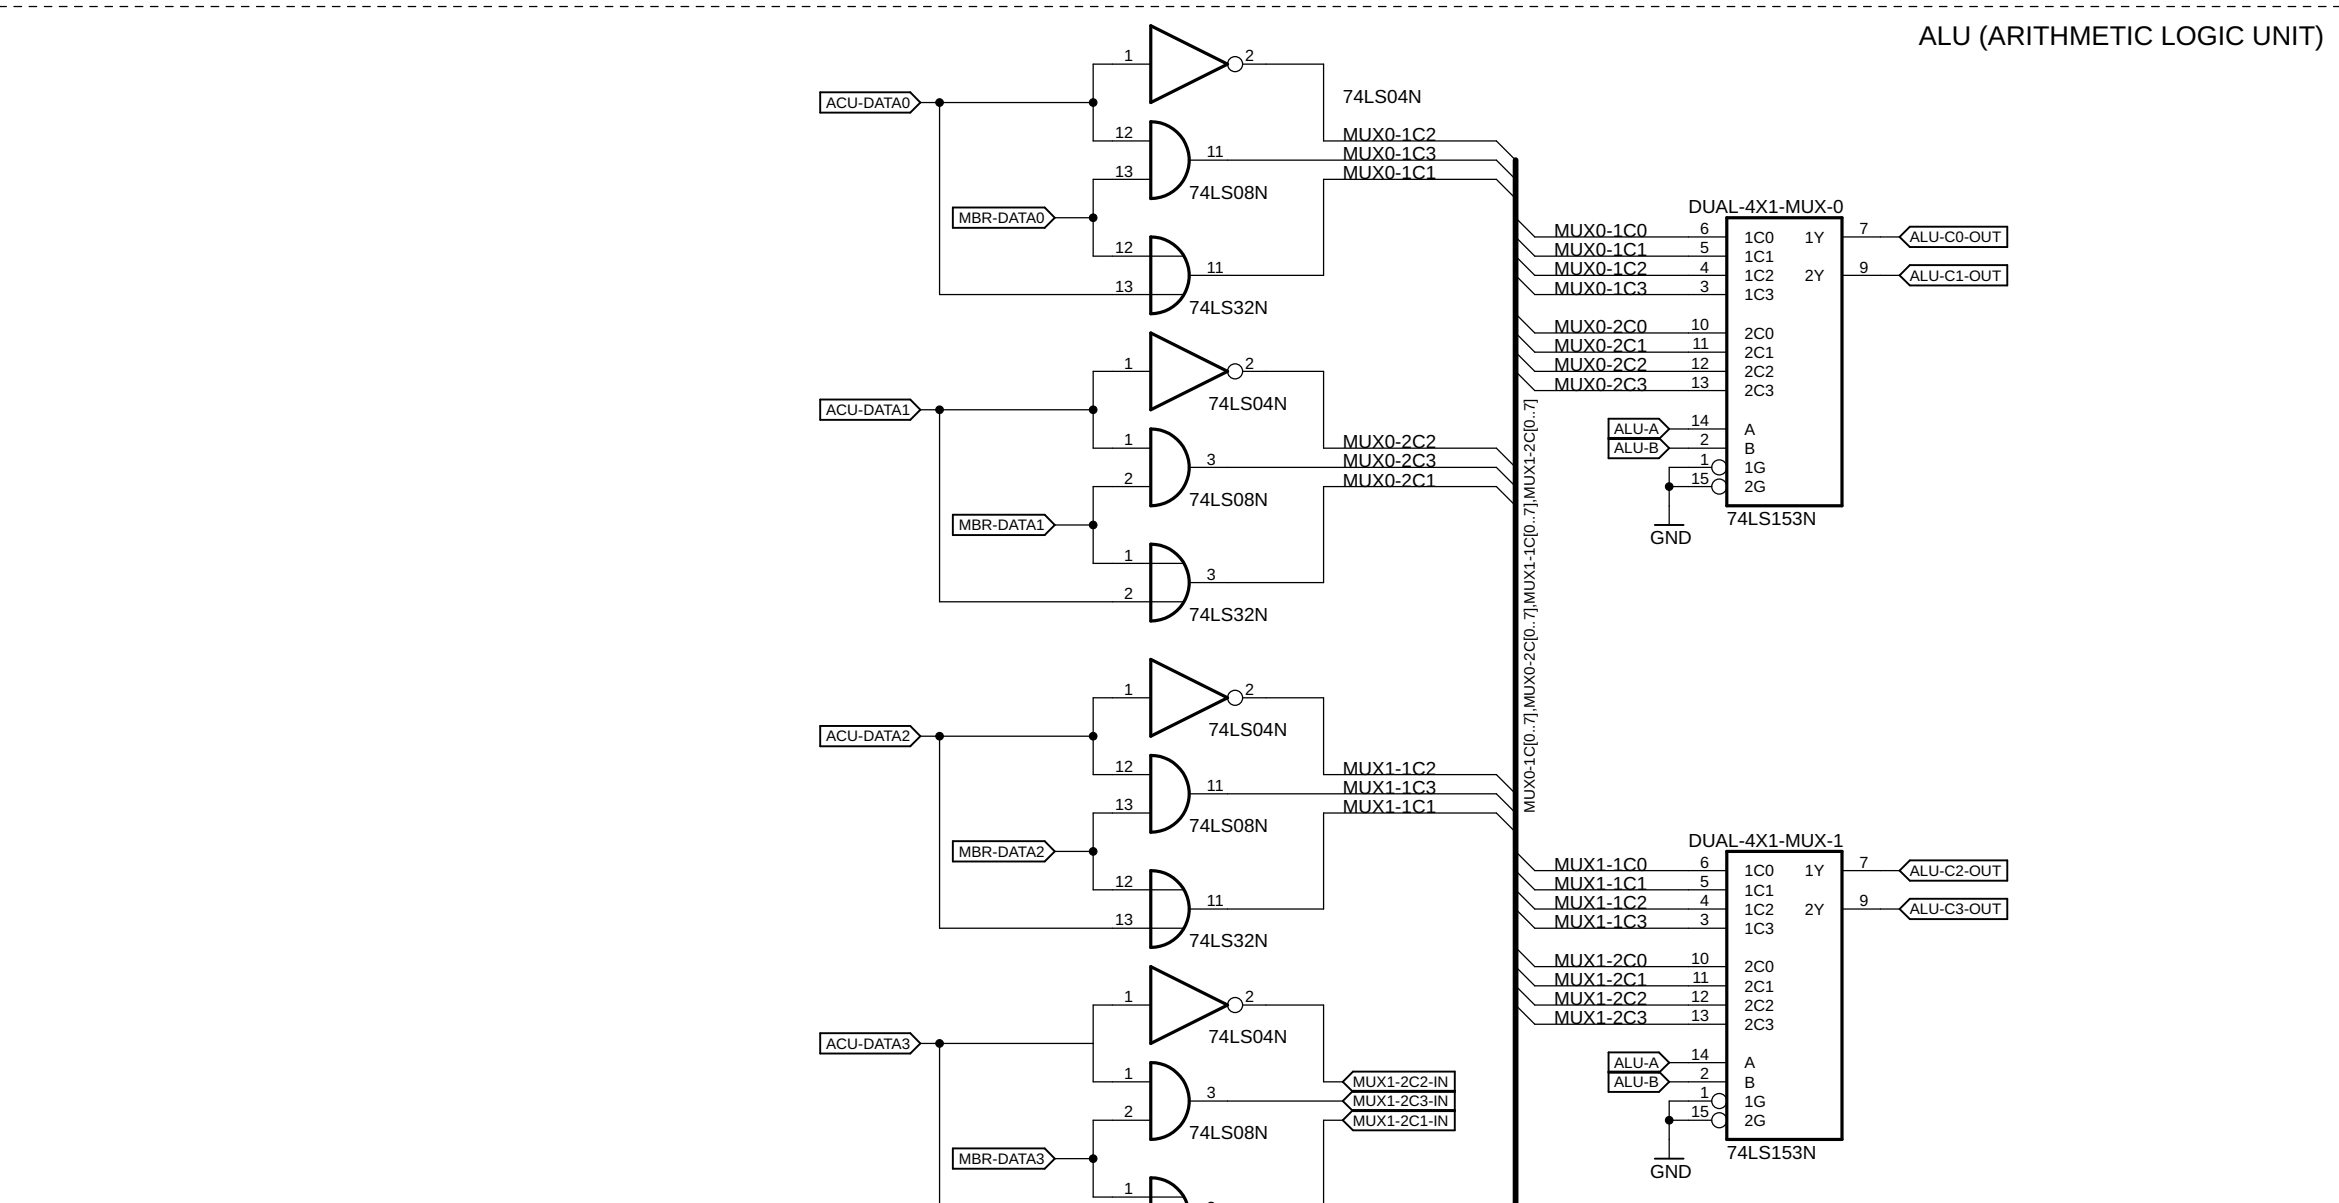 ALU (ARITHMETIC LOGIC UNIT)
1
2
ACU-DATA0
74LS04N
12
13
11
74LS08N
MUX0-1C2
MUX0-1C3
MUX0-1C1
MBR-DATA0
12
13
11
74LS32N
1
2
ACU-DATA1
74LS04N
1
2
3
74LS08N
MUX0-2C2
MUX0-2C3
MUX0-2C1
MBR-DATA1
1
2
3
74LS32N
1
2
ACU-DATA2
74LS04N
12
13
11
74LS08N
MUX1-1C2
MUX1-1C3
MUX1-1C1
MBR-DATA2
12
13
11
74LS32N
1
2
ACU-DATA3
74LS04N
1
2
3
74LS08N
MUX1-2C2-IN
MUX1-2C3-IN
MUX1-2C1-IN
MBR-DATA3
1
MUX0-1C[0..7],MUX0-2C[0..7],MUX1-1C[0..7],MUX1-2C[0..7]
DUAL-4X1-MUX-0
MUX0-1C0 6 1C0 1Y 7 ALU-C0-OUT
MUX0-1C1 5 1C1
MUX0-1C2 4 1C2 2Y 9 ALU-C1-OUT
MUX0-1C3 3 1C3
MUX0-2C0 10 2C0
MUX0-2C1 11 2C1
MUX0-2C2 12 2C2
MUX0-2C3 13 2C3
ALU-A 14 A
ALU-B 2 B
1 1G
15 2G
74LS153N
GND
DUAL-4X1-MUX-1
MUX1-1C0 6 1C0 1Y 7 ALU-C2-OUT
MUX1-1C1 5 1C1
MUX1-1C2 4 1C2 2Y 9 ALU-C3-OUT
MUX1-1C3 3 1C3
MUX1-2C0 10 2C0
MUX1-2C1 11 2C1
MUX1-2C2 12 2C2
MUX1-2C3 13 2C3
ALU-A 14 A
ALU-B 2 B
1 1G
15 2G
74LS153N
GND